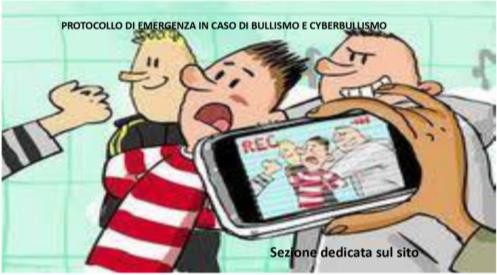 PROTOCOLLO DI EMERGENZA IN CASO DI BULLISMO E CYBERBULLISMO
REC
Sezione dedicata sul sito